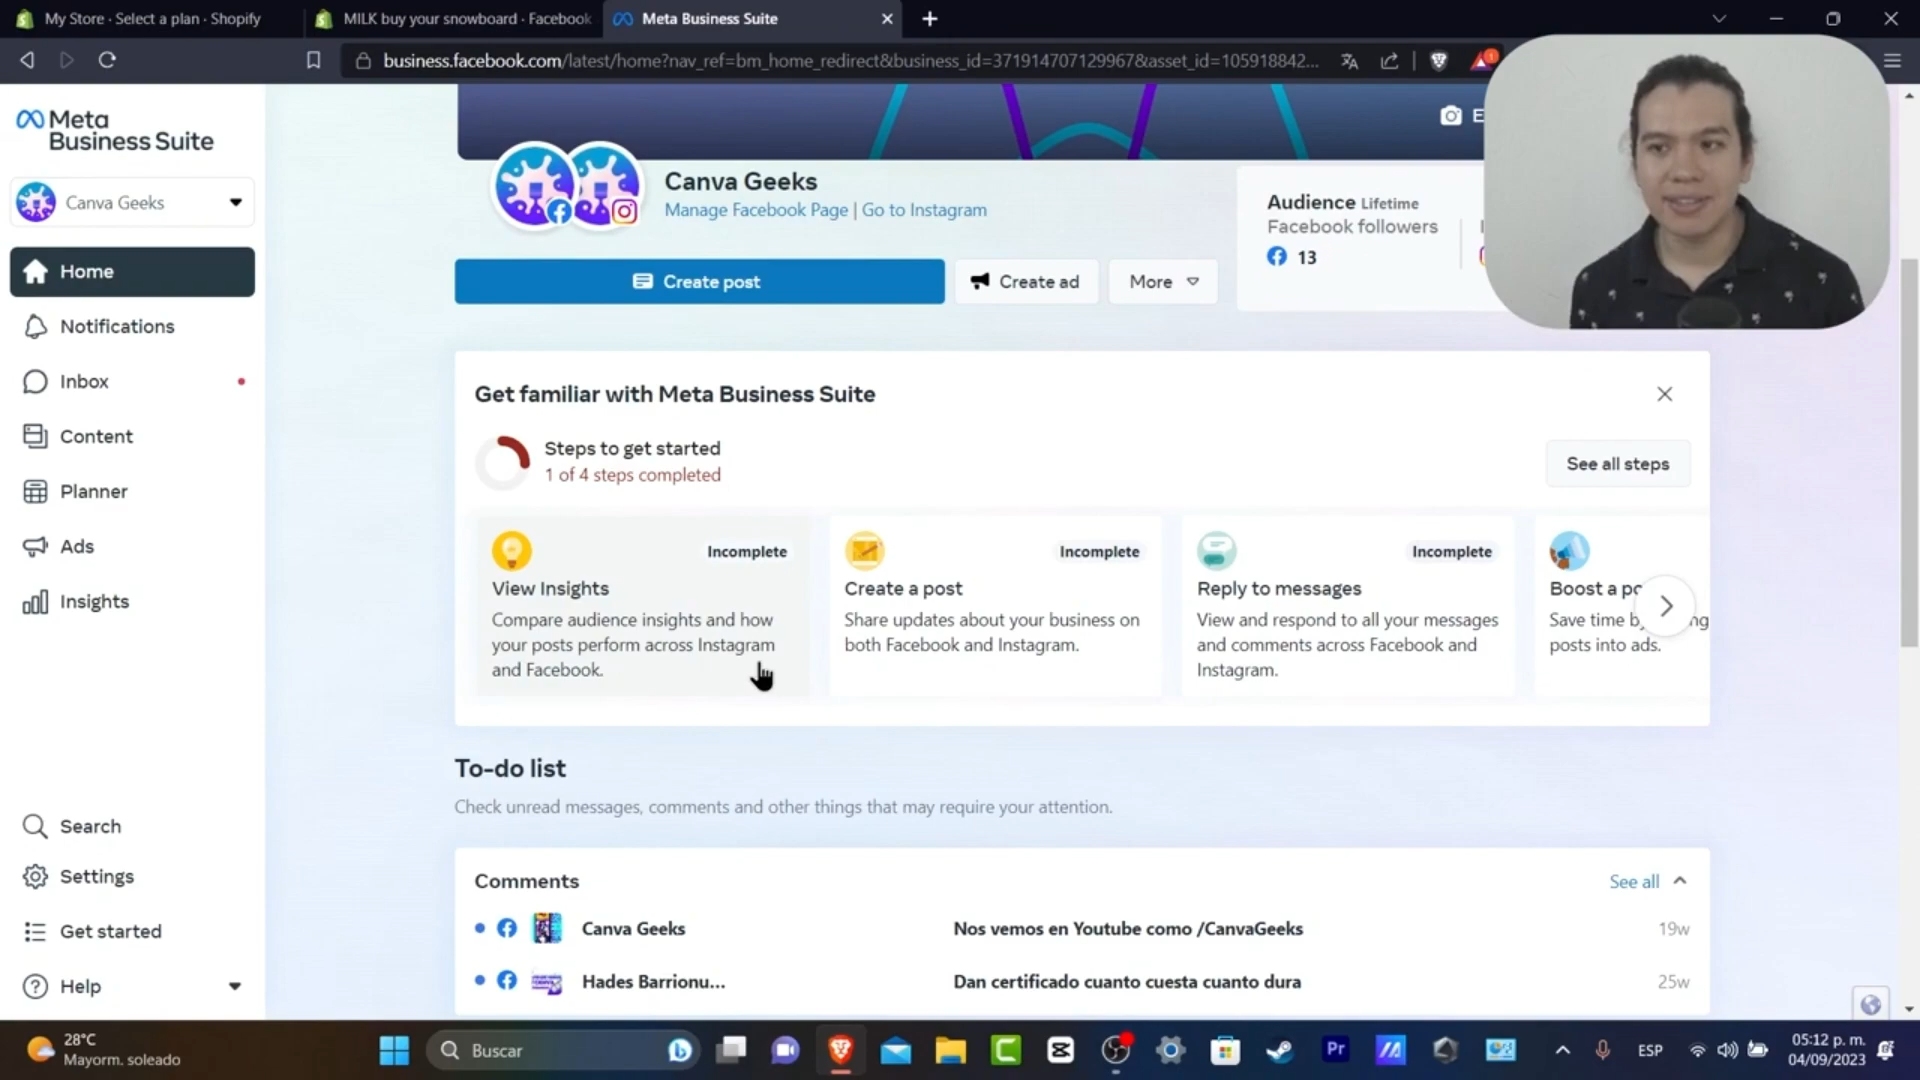 My Store · Select a plan · Shopify
MILK buy your snowboard · Facebook
Meta Business Suite
business.facebook.com/latest/home?nav_ref=bm_home_redirect&business_id=371914707129967&asset_id=105918842...
Meta
Business Suite
Canva Geeks
Home
Notifications
Inbox
Content
Planner
Ads
Insights
Search
Settings
Get started
Help
Canva Geeks
Manage Facebook Page | Go to Instagram
Create post
Create ad
More
Audience Lifetime
Facebook followers
13
Get familiar with Meta Business Suite
Steps to get started
1 of 4 steps completed
See all steps
Incomplete
View Insights
Compare audience insights and how
your posts perform across Instagram
and Facebook.
Incomplete
Create a post
Share updates about your business on
both Facebook and Instagram.
Incomplete
Reply to messages
View and respond to all your messages
and comments across Facebook and
Instagram.
Boost a
Save time
posts into ads.
To-do list
Check unread messages, comments and other things that may require your attention.
Comments
See all
Canva Geeks
Nos vemos en Youtube como /CanvaGeeks
19w
Hades Barrionu...
Dan certificado cuanto cuesta cuanto dura
25w
28°C
Mayorm. soleado
Buscar
Pr
ESP
05:12 p. m.
04/09/2023